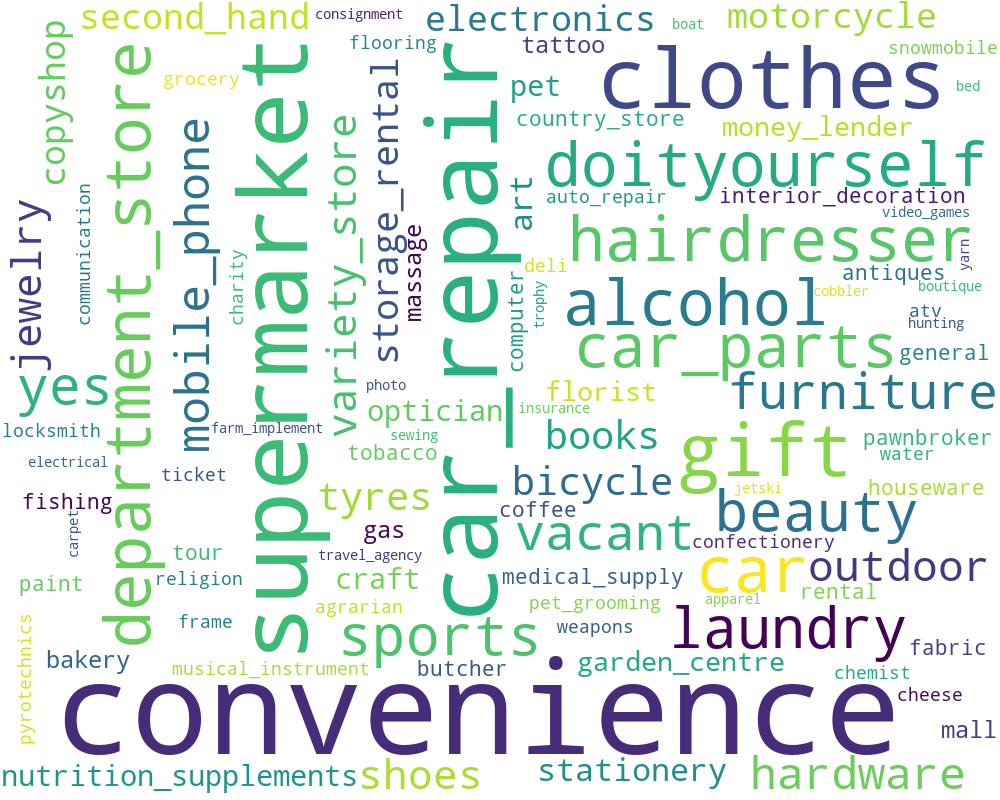 second_hand
consignment
electronics
boat
motorcycle
copyshop
department_store
grocery
supermarket
flooring
tattoo
clothes
snowmobile
bed
mobile_phone
variety_store
storage_rental
car_repair
pet
country_store
money_lender
doityourself
jewelry
communication
charity
massage
art
auto_repair
interior_decoration
video_games
hairdresser
yarn
deli
computer
trophy
antiques
alcohol
cobbler
boutique
atv
hunting
car_parts
general
yes
photo
florist
furniture
optician
insurance
locksmith
farm_implement
sewing
books
gift
pawnbroker
water
tobacco
electrical
ticket
bicycle
jetski
houseware
fishing
tyres
coffee
beauty
carpet
gas
vacant
confectionery
tour
travel_agency
car
outdoor
paint
religion
craft
medical_supply
rental
agrarian
pet_grooming
apparel
frame
sports
weapons
laundry
fabric
pyrotechnics
bakery
musical_instrument
butcher
garden_centre
chemist
convenience
cheese
mall
nutrition_supplements
shoes
stationery
hardware